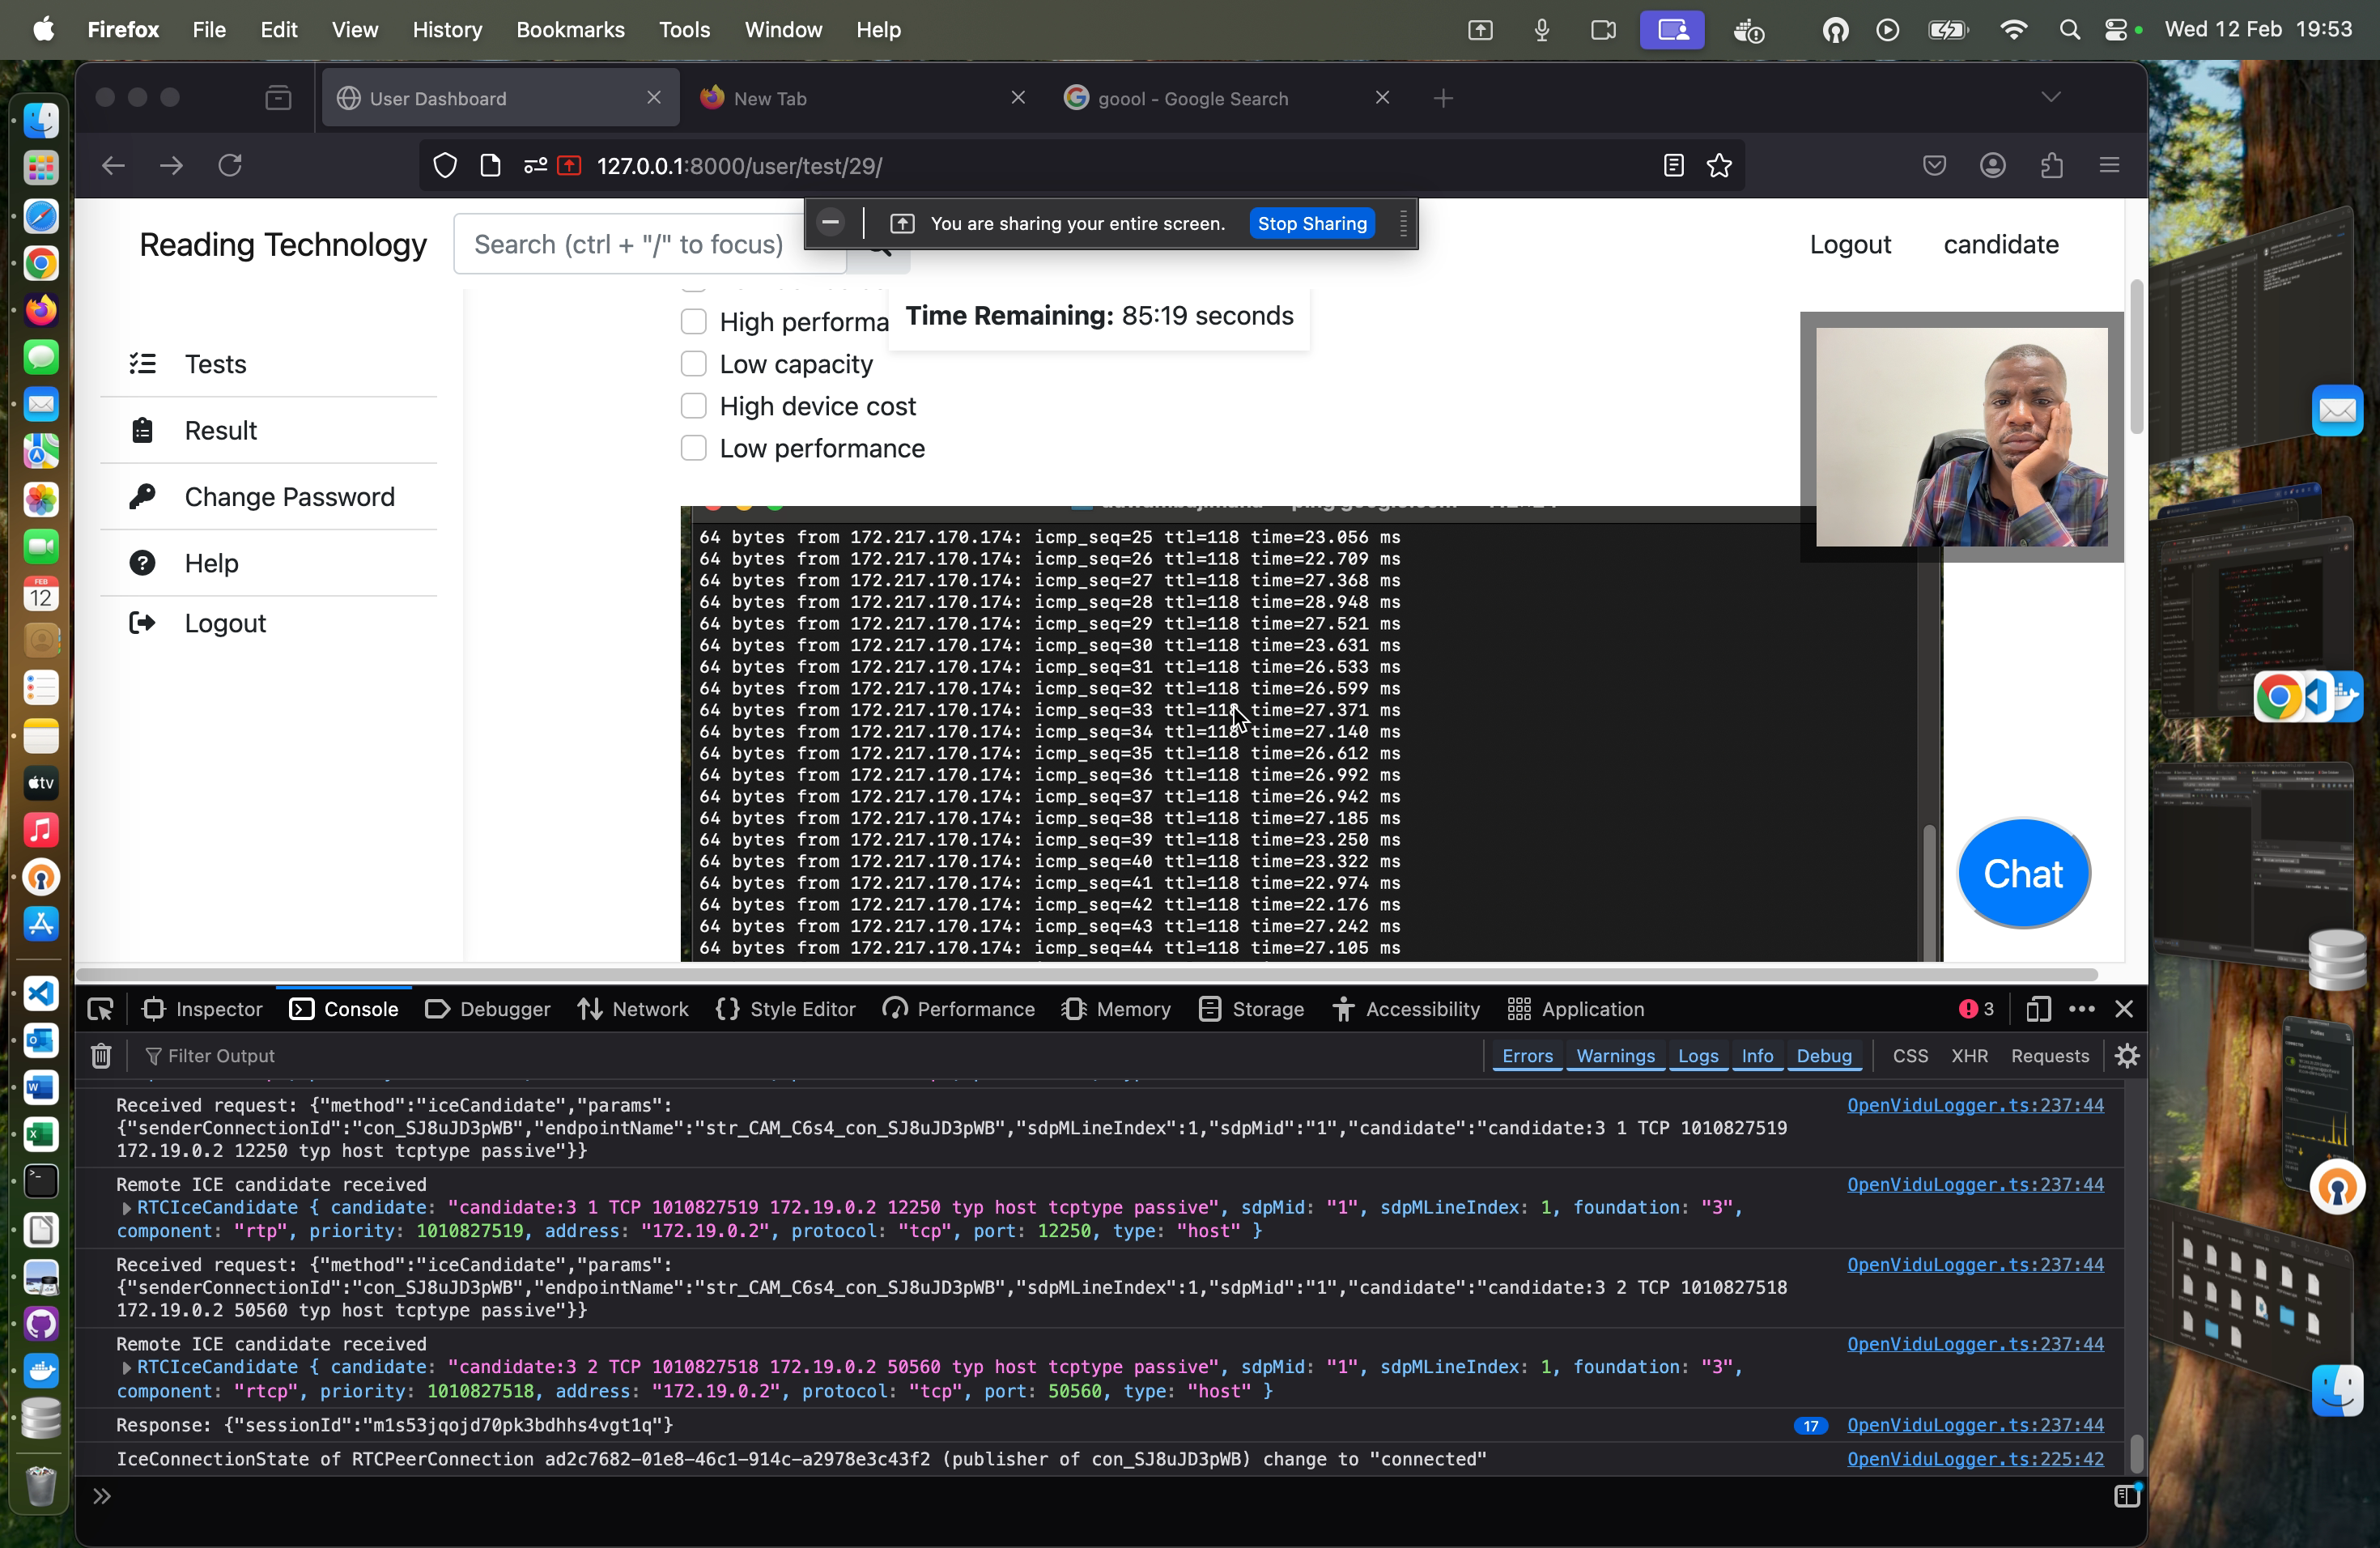 Firefox File Edit View History Bookmarks Tools Window Help
Wed 12 Feb 19:53
User Dashboard
New Tab
goool - Google Search
127.0.0.1:8000/user/test/29/
You are sharing your entire screen. Stop Sharing
Reading Technology
Search (ctrl + "/" to focus)
Logout
candidate
Time Remaining: 85:19 seconds
Tests
Result
Change Password
Help
Logout
High performa
Low capacity
High device cost
Low performance
64 bytes from 172.217.170.174: icmp_seq=25 ttl=118 time=23.056 ms
64 bytes from 172.217.170.174: icmp_seq=26 ttl=118 time=22.709 ms
64 bytes from 172.217.170.174: icmp_seq=27 ttl=118 time=27.368 ms
64 bytes from 172.217.170.174: icmp_seq=28 ttl=118 time=28.948 ms
64 bytes from 172.217.170.174: icmp_seq=29 ttl=118 time=27.521 ms
64 bytes from 172.217.170.174: icmp_seq=30 ttl=118 time=23.631 ms
64 bytes from 172.217.170.174: icmp_seq=31 ttl=118 time=26.533 ms
64 bytes from 172.217.170.174: icmp_seq=32 ttl=118 time=26.599 ms
64 bytes from 172.217.170.174: icmp_seq=33 ttl=118 time=27.371 ms
64 bytes from 172.217.170.174: icmp_seq=34 ttl=118 time=27.140 ms
64 bytes from 172.217.170.174: icmp_seq=35 ttl=118 time=26.612 ms
64 bytes from 172.217.170.174: icmp_seq=36 ttl=118 time=26.992 ms
64 bytes from 172.217.170.174: icmp_seq=37 ttl=118 time=26.942 ms
64 bytes from 172.217.170.174: icmp_seq=38 ttl=118 time=27.185 ms
64 bytes from 172.217.170.174: icmp_seq=39 ttl=118 time=23.250 ms
64 bytes from 172.217.170.174: icmp_seq=40 ttl=118 time=23.322 ms
64 bytes from 172.217.170.174: icmp_seq=41 ttl=118 time=22.974 ms
64 bytes from 172.217.170.174: icmp_seq=42 ttl=118 time=22.176 ms
64 bytes from 172.217.170.174: icmp_seq=43 ttl=118 time=27.242 ms
64 bytes from 172.217.170.174: icmp_seq=44 ttl=118 time=27.105 ms
Chat
Inspector Console Debugger Network Style Editor Performance Memory Storage Accessibility Application 3
Filter Output
Errors Warnings Logs Info Debug CSS XHR Requests
Received request: {"method":"iceCandidate","params":
{"senderConnectionId":"con_SJ8uJD3pWB","endpointName":"str_CAM_C6s4_con_SJ8uJD3pWB","sdpMLineIndex":1,"sdpMid":"1","candidate":"candidate:3 1 TCP 1010827519
172.19.0.2 12250 typ host tcptype passive"}}
OpenViduLogger.ts:237:44
Remote ICE candidate received
OpenViduLogger.ts:237:44
RTCIceCandidate { candidate: "candidate:3 1 TCP 1010827519 172.19.0.2 12250 typ host tcptype passive", sdpMid: "1", sdpMLineIndex: 1, foundation: "3",
component: "rtp", priority: 1010827519, address: "172.19.0.2", protocol: "tcp", port: 12250, type: "host" }
Received request: {"method":"iceCandidate","params":
{"senderConnectionId":"con_SJ8uJD3pWB","endpointName":"str_CAM_C6s4_con_SJ8uJD3pWB","sdpMLineIndex":1,"sdpMid":"1","candidate":"candidate:3 2 TCP 1010827518
172.19.0.2 50560 typ host tcptype passive"}}
OpenViduLogger.ts:237:44
Remote ICE candidate received
OpenViduLogger.ts:237:44
RTCIceCandidate { candidate: "candidate:3 2 TCP 1010827518 172.19.0.2 50560 typ host tcptype passive", sdpMid: "1", sdpMLineIndex: 1, foundation: "3",
component: "rtcp", priority: 1010827518, address: "172.19.0.2", protocol: "tcp", port: 50560, type: "host" }
Response: {"sessionId":"m1s53jqojd70pk3bdhhs4vgt1q"}
17 OpenViduLogger.ts:237:44
IceConnectionState of RTCPeerConnection ad2c7682-01e8-46c1-914c-a2978e3c43f2 (publisher of con_SJ8uJD3pWB) change to "connected"
OpenViduLogger.ts:225:42
FEB
12
tv